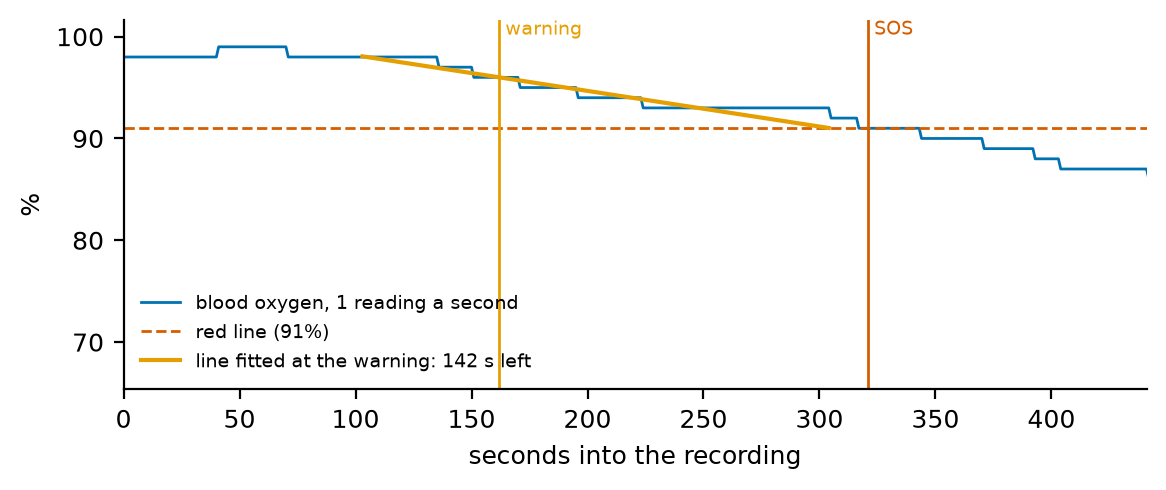 warning
SOS
100
90
80
70
%
blood oxygen, 1 reading a second
red line (91%)
line fitted at the warning: 142 s left
0 50 100 150 200 250 300 350 400
seconds into the recording